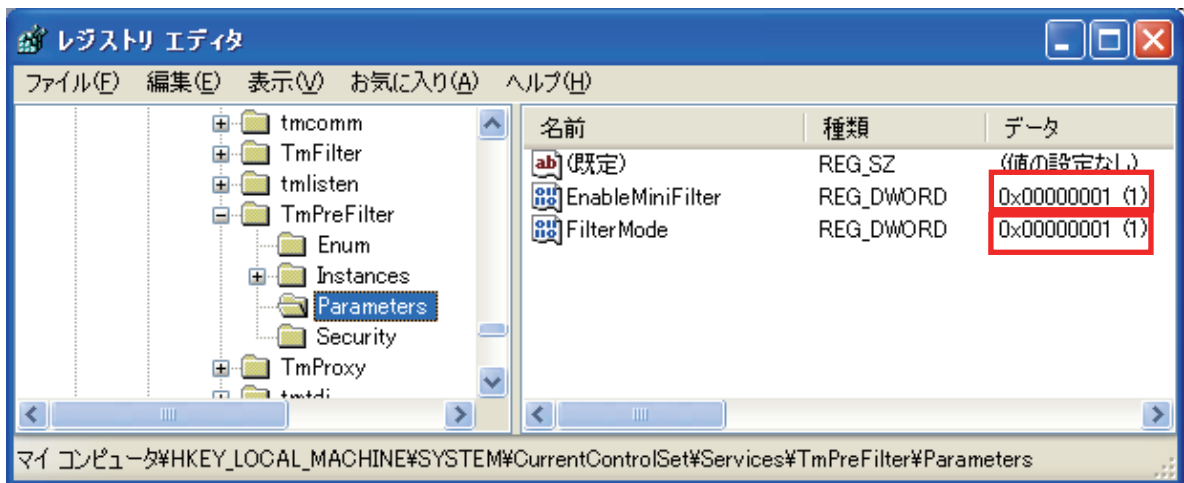 レジストリ エディタ
ファイル(F) 編集(E) 表示(V) お気に入り(A) ヘルプ(H)
tmcomm
TmFilter
tmlisten
TmPreFilter
Enum
Instances
Parameters
Security
TmProxy
tmtdi
名前 種類 データ
(既定) REG_SZ (値の設定なし)
EnableMiniFilter REG_DWORD 0x00000001 (1)
FilterMode REG_DWORD 0x00000001 (1)
マイ コンピュータ¥HKEY_LOCAL_MACHINE¥SYSTEM¥CurrentControlSet¥Services¥TmPreFilter¥Parameters